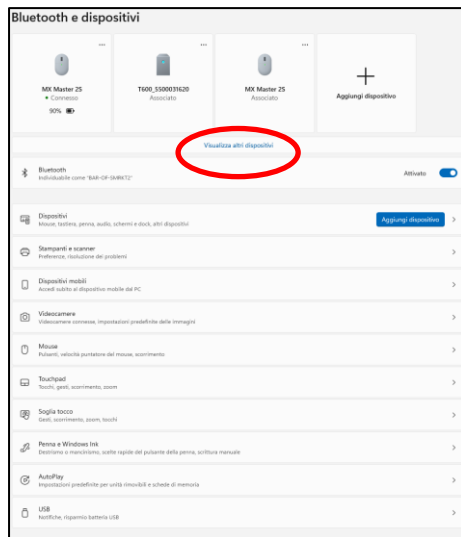 Bluetooth e dispositivi
MX Master 2S
Connesso
90%
T600_5500031620
Associato
MX Master 2S
Associato
Aggiungi dispositivo
Visualizza altri dispositivi
Bluetooth
Individuabile come "BAR-OF-SMRKT2"
Attivato
Dispositivi
Mouse, tastiera, penna, audio, schermi e dock, altri dispositivi
Aggiungi dispositivo
Stampanti e scanner
Preferenze, risoluzione dei problemi
Dispositivi mobili
Accedi subito ai dispositivi mobile dal PC
Videocamere
Videocamere connesse, impostazioni predefinite delle immagini
Mouse
Pulsanti, velocità puntatore del mouse, scorrimento
Touchpad
Tocchi, gesti, scorrimento, zoom
Soglia tocco
Gesti, scorrimento, zoom, tocchi
Penna e Windows Ink
Destrismo o mancinismo, scelte rapide del pulsante della penna, scrittura manuale
AutoPlay
Impostazioni predefinite per unità rimovibili e schede di memoria
USB
Notifiche, risparmio batteria USB